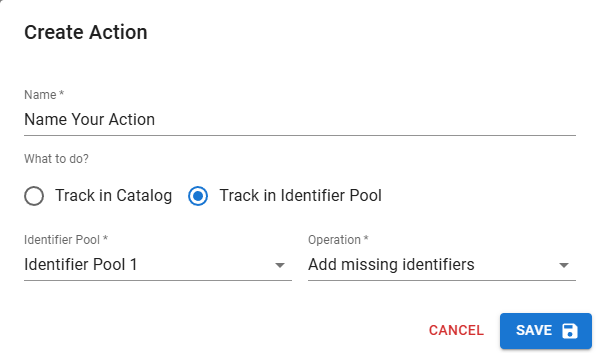 Create Action
Name *
Name Your Action
What to do?
Track in Catalog Track in Identifier Pool
Identifier Pool * Operation *
Identifier Pool 1 Add missing identifiers
CANCEL SAVE